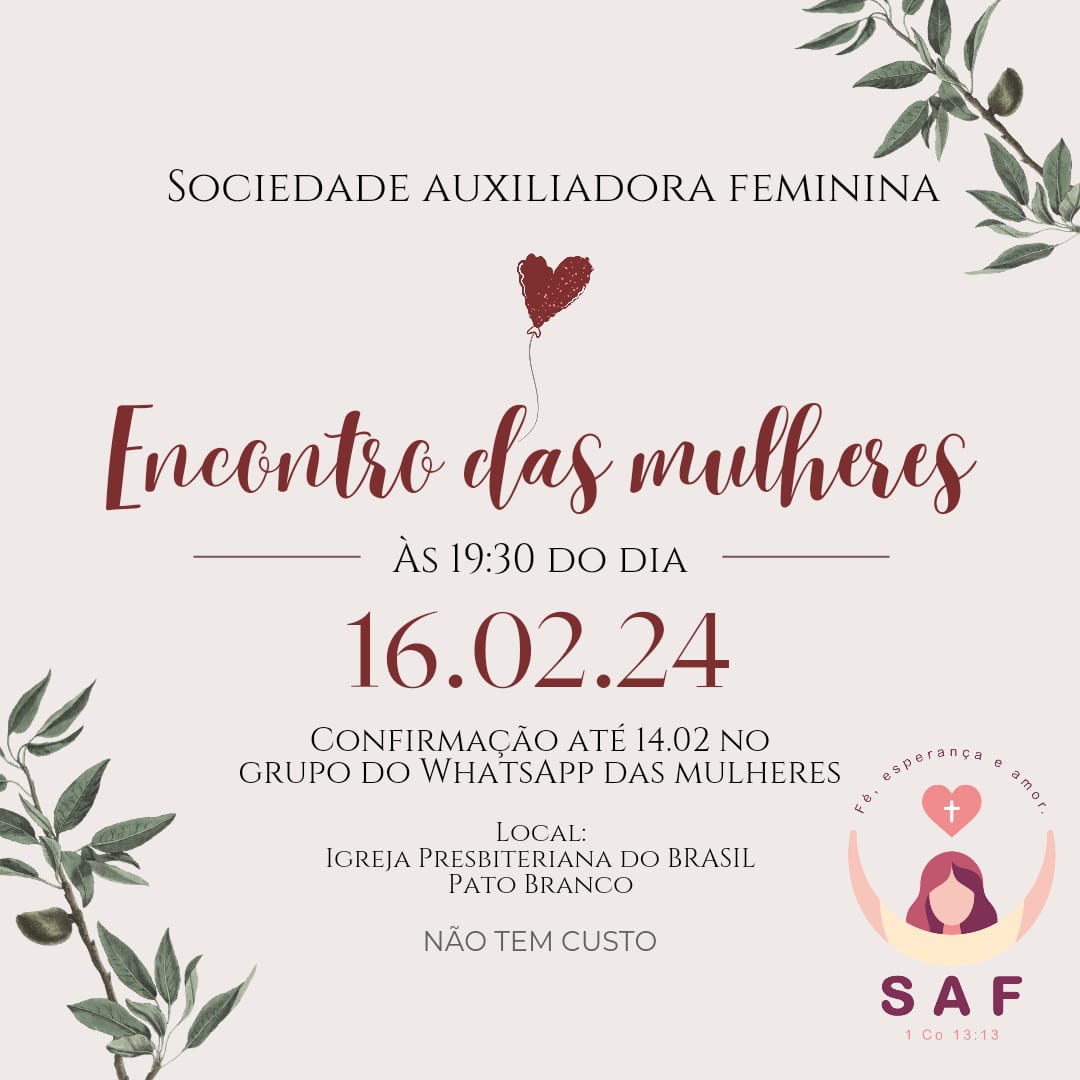 Sociedade auxiliadora feminina
Encontro das mulheres
Às 19:30 do dia
16.02.24
Confirmação até 14.02 no
grupo do WhatsApp das mulheres
Local:
Igreja Presbiteriana do BRASIL
Pato Branco
NÃO TEM CUSTO
Fé, esperança e amor.
SAF
1 Co 13:13